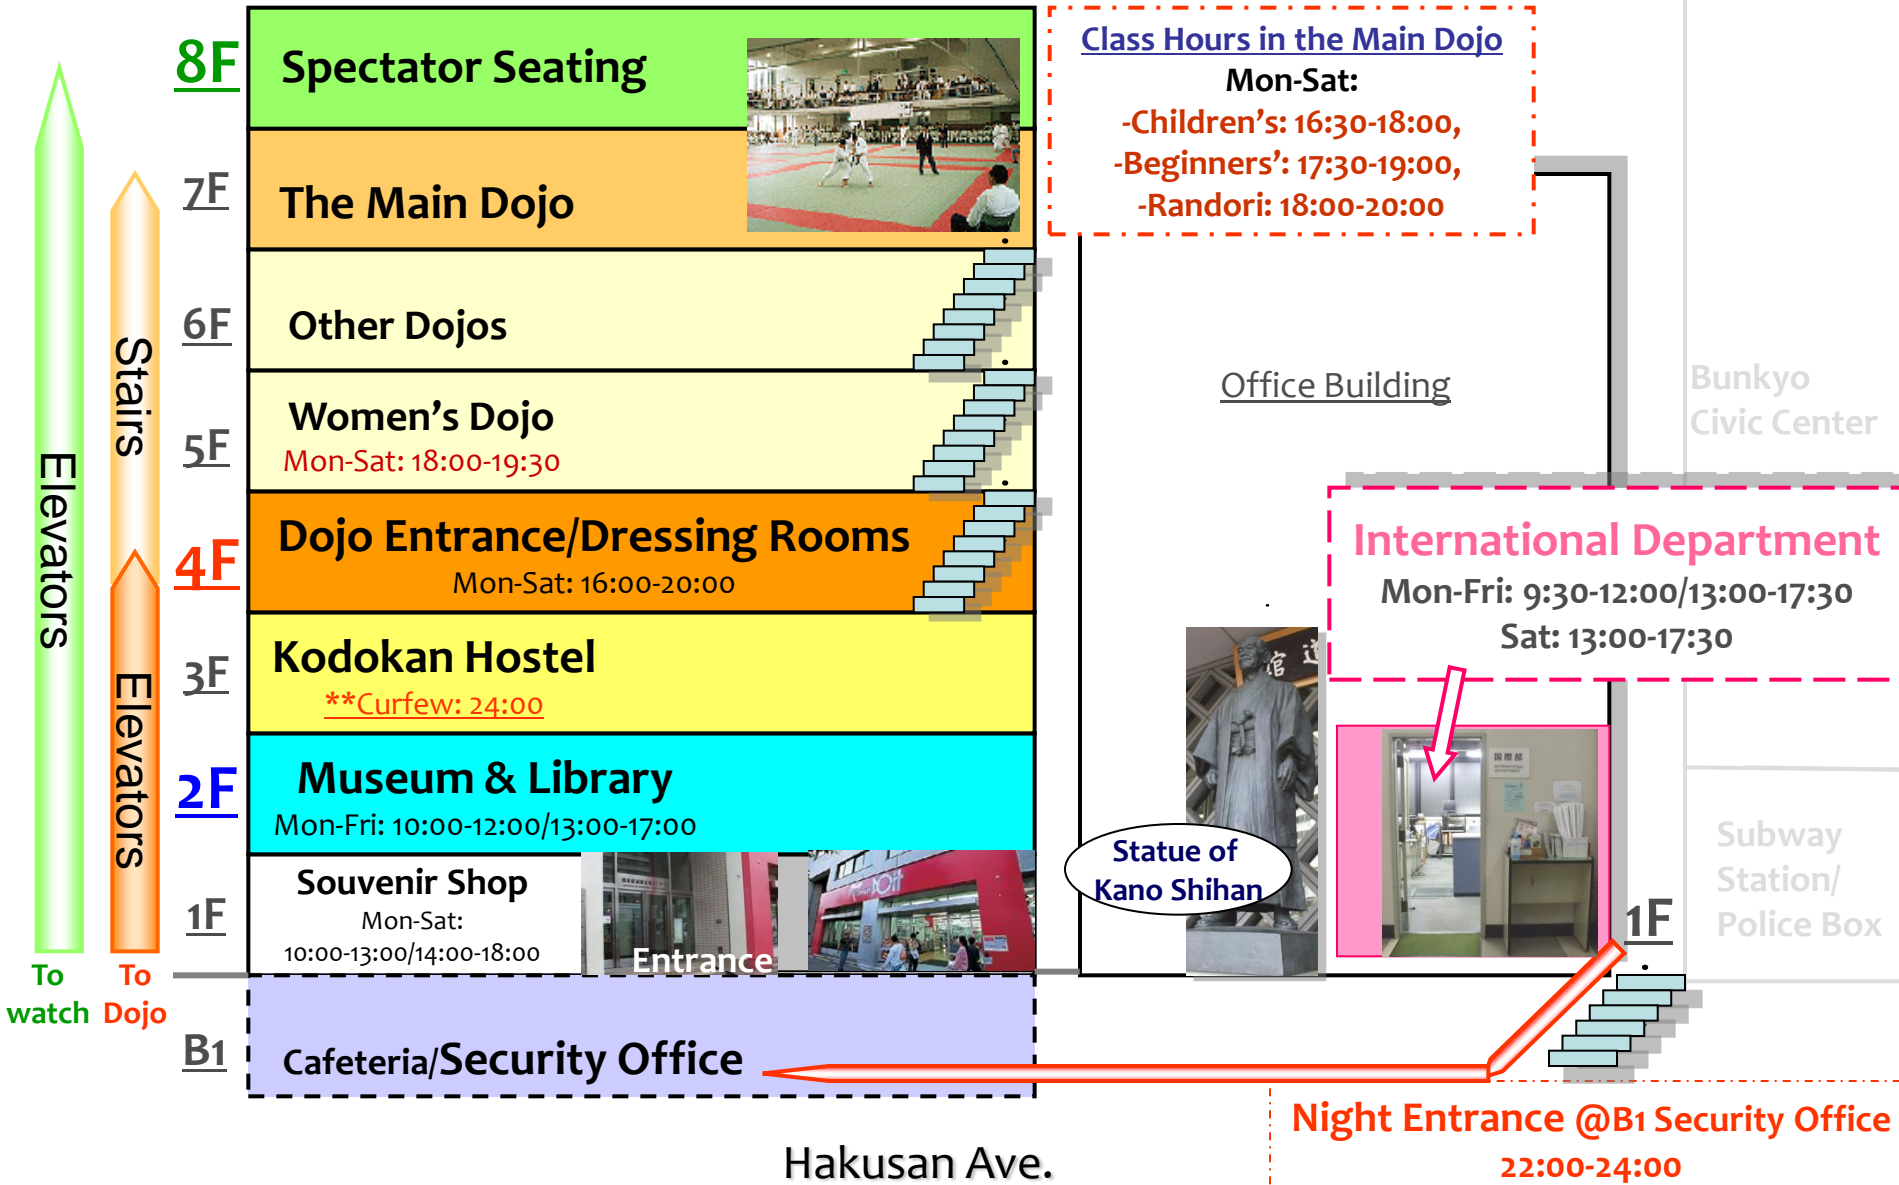 8F
Spectator Seating
7F
The Main Dojo
6F
Other Dojos
5F
Women's Dojo
Mon-Sat: 18:00-19:30
4F
Dojo Entrance/Dressing Rooms
Mon-Sat: 16:00-20:00
3F
Kodokan Hostel
**Curfew: 24:00
2F
Museum & Library
Mon-Fri: 10:00-12:00/13:00-17:00
1F
Souvenir Shop
Mon-Sat:
10:00-13:00/14:00-18:00
Entrance
B1
Cafeteria/Security Office
Elevators
To
watch
Stairs
Elevators
To
Dojo
Class Hours in the Main Dojo
Mon-Sat:
-Children's: 16:30-18:00,
-Beginners': 17:30-19:00,
-Randori: 18:00-20:00
Office Building
Bunkyo
Civic Center
International Department
Mon-Fri: 9:30-12:00/13:00-17:30
Sat: 13:00-17:30
館 道
国際部
Statue of
Kano Shihan
1F
Subway
Station/
Police Box
Night Entrance @B1 Security Office
22:00-24:00
Hakusan Ave.